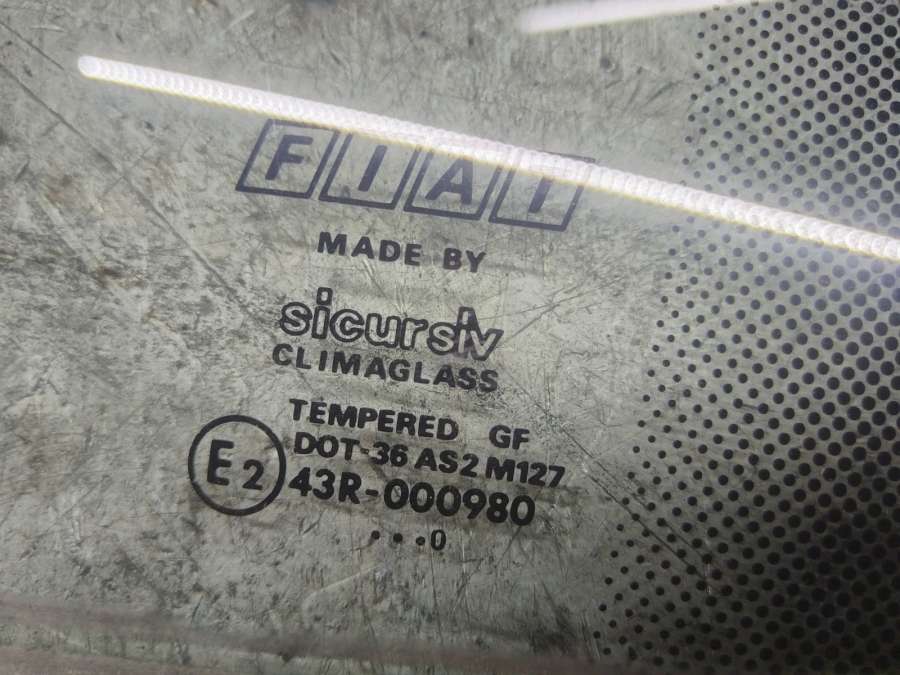 FIAT
MADE BY
sicursiv
CLIMAGLASS
TEMPERED GF
DOT-36 AS2 M127
E2 43R-000980
...0